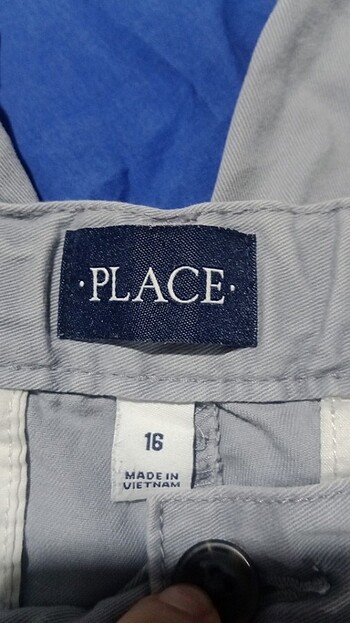 ·PLACE·
16
MADE IN
VIETNAM